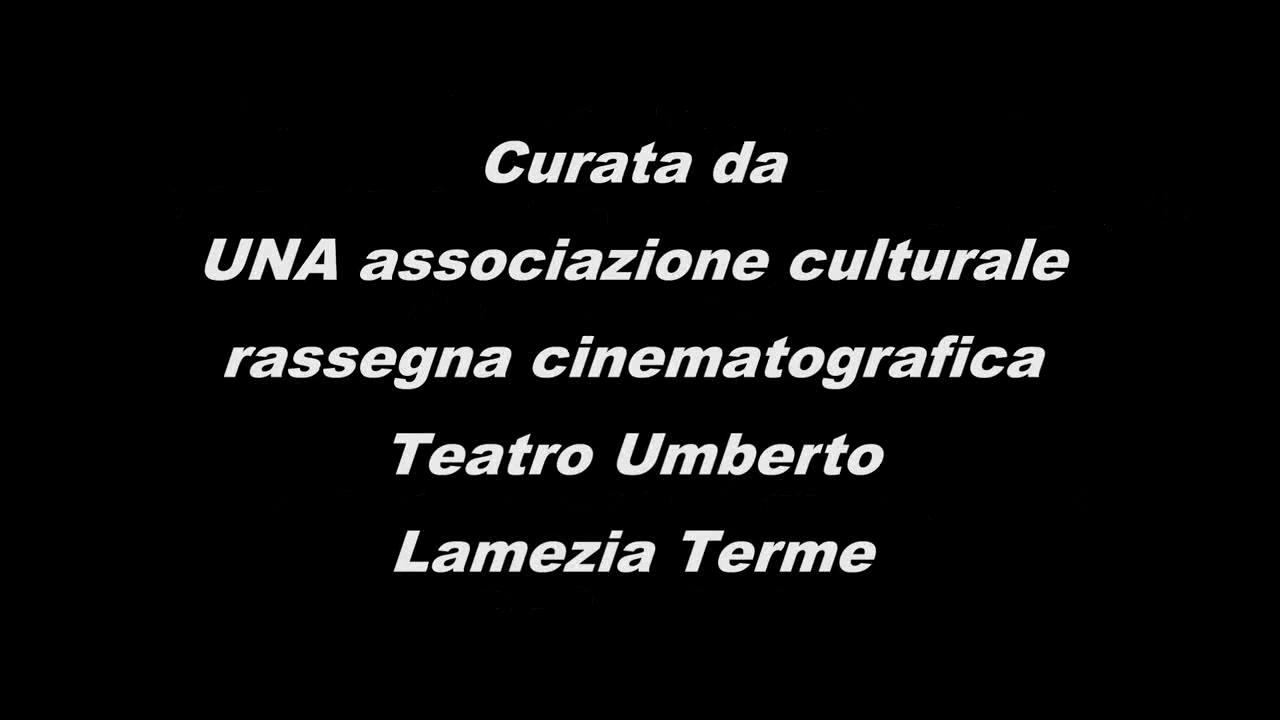 Curata da
UNA associazione culturale
rassegna cinematografica
Teatro Umberto
Lamezia Terme